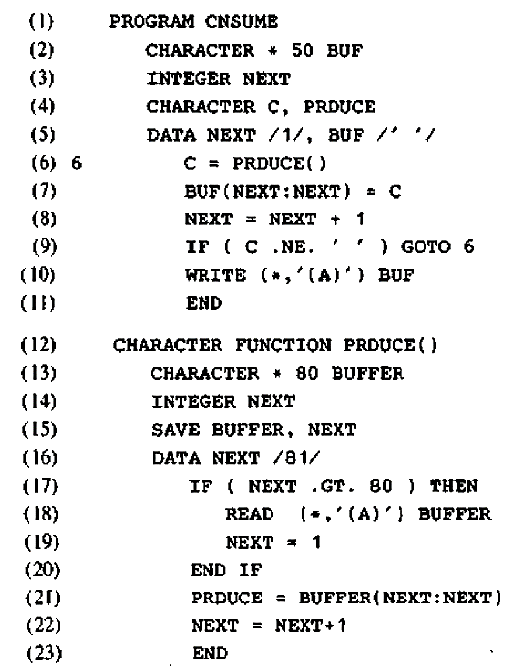 (1) PROGRAM CNSUME
(2) CHARACTER * 50 BUF
(3) INTEGER NEXT
(4) CHARACTER C, PRDUCE
(5) DATA NEXT /1/, BUF /' '/
(6) 6 C = PRDUCE()
(7) BUF(NEXT:NEXT) = C
(8) NEXT = NEXT + 1
(9) IF ( C .NE. ' ' ) GOTO 6
(10) WRITE (*,'(A)') BUF
(11) END
(12) CHARACTER FUNCTION PRDUCE()
(13) CHARACTER * 80 BUFFER
(14) INTEGER NEXT
(15) SAVE BUFFER, NEXT
(16) DATA NEXT /81/
(17) IF ( NEXT .GT. 80 ) THEN
(18) READ (*,'(A)') BUFFER
(19) NEXT = 1
(20) END IF
(21) PRDUCE = BUFFER(NEXT:NEXT)
(22) NEXT = NEXT+1
(23) END